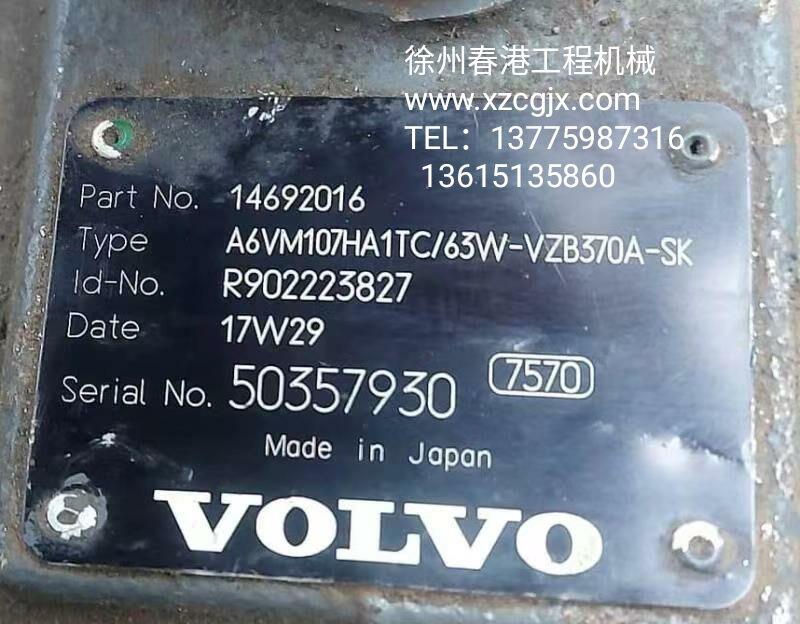 徐州春港工程机械
www.xzcgjx.com
TEL：13775987316
13615135860
Part No. 14692016
Type A6VM107HA1TC/63W-VZB370A-SK
Id-No. R902223827
Date 17W29
Serial No. 50357930 7570
Made in Japan
VOLVO